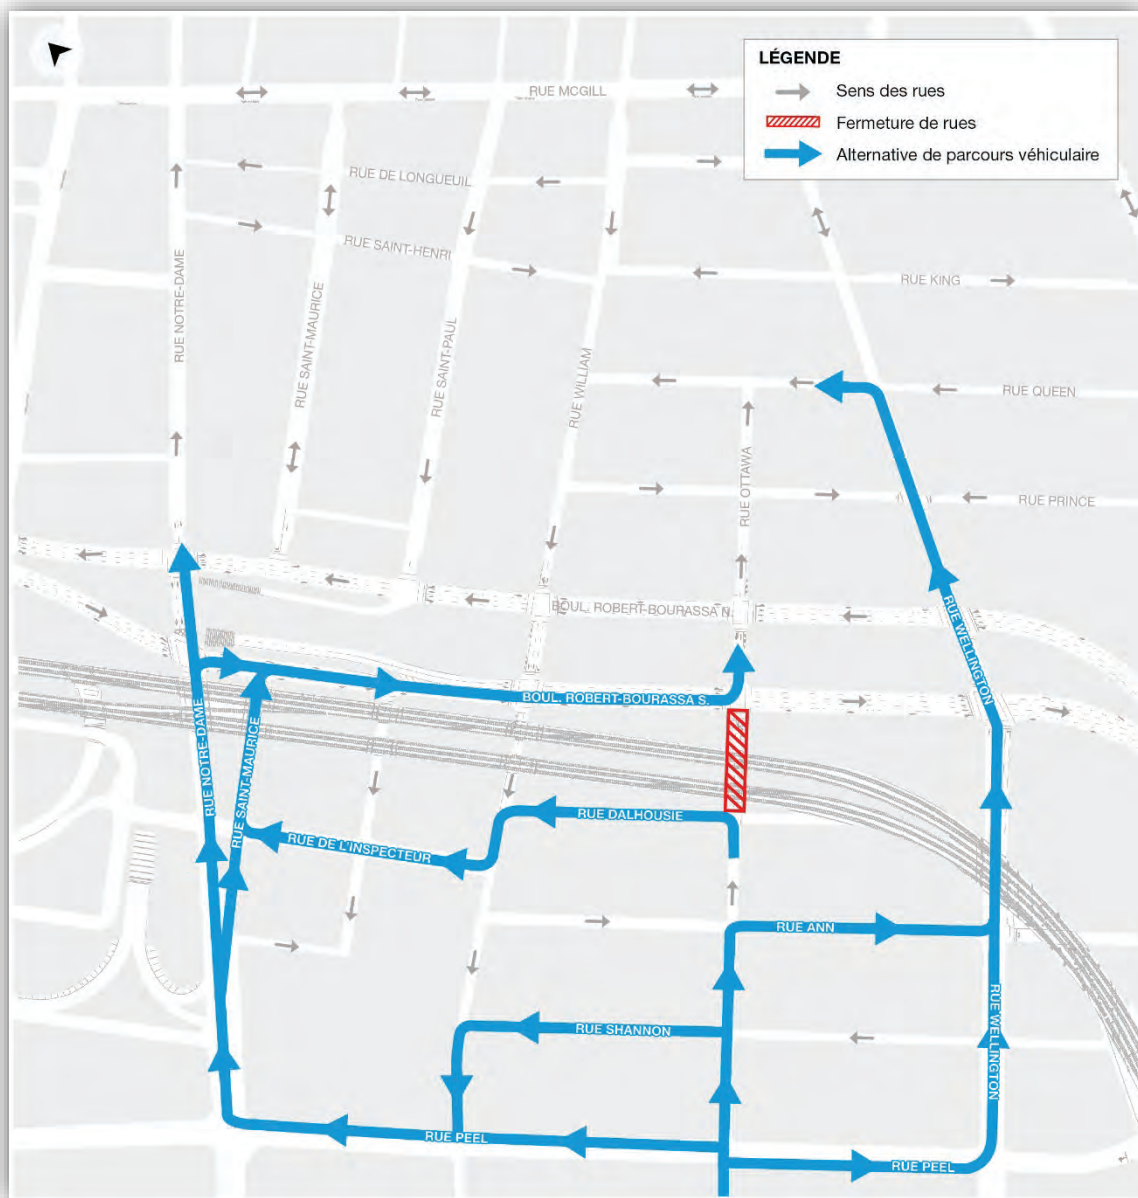 LÉGENDE
Sens des rues
Fermeture de rues
Alternative de parcours véhiculaire
RUE MCGILL
RUE DE LONGUEUIL
RUE SAINT-HENRI
RUE NOTRE-DAME
RUE SAINT-MAURICE
RUE SAINT-PAUL
RUE WILLIAM
RUE KING
RUE QUEEN
RUE OTTAWA
RUE PRINCE
BOUL. ROBERT-BOURASSA N.
RUE WELLINGTON
BOUL. ROBERT-BOURASSA S.
RUE NOTRE-DAME
RUE SAINT-MAURICE
RUE DALHOUSIE
RUE DE L'INSPECTEUR
RUE ANN
RUE SHANNON
RUE WELLINGTON
RUE PEEL
RUE PEEL